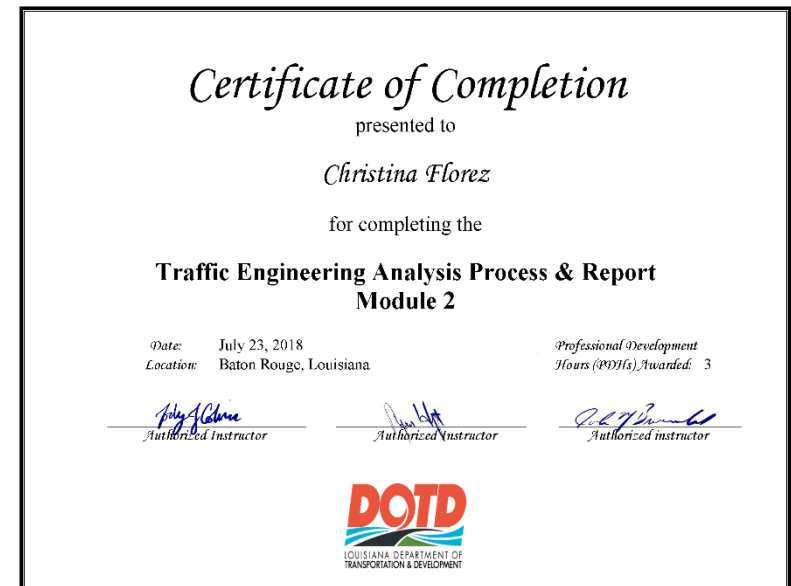 Certificate of Completion
presented to
Christina Florez
for completing the
Traffic Engineering Analysis Process & Report
Module 2
Date: July 23, 2018
Location: Baton Rouge, Louisiana
Professional Development
Hours (PDHs) Awarded: 3
Authorized Instructor
Authorized Instructor
Authorized instructor
DOTD
LOUISIANA DEPARTMENT OF
TRANSPORTATION & DEVELOPMENT